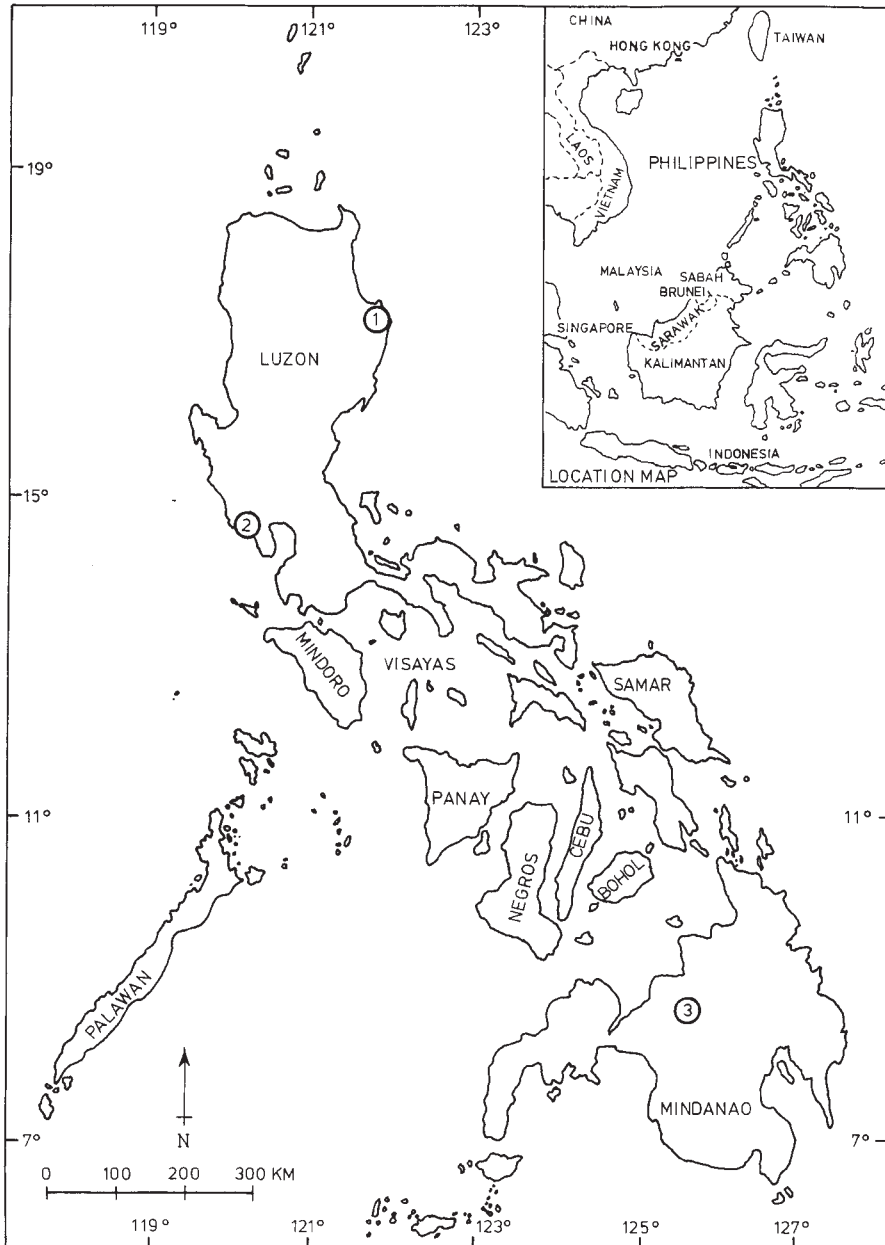 119°
121°
123°
CHINA
HONG KONG
TAIWAN
LAOS
VIETNAM
PHILIPPINES
MALAYSIA
SABAH
BRUNEI
SINGAPORE
SARAWAK
KALIMANTAN
INDONESIA
LOCATION MAP
19°
1
LUZON
15°
2
MINDORO
VISAYAS
SAMAR
11°
11°
PANAY
CEBU
NEGROS
BOHOL
PALAWAN
3
MINDANAO
N
7°
7°
0 100 200 300 KM
119°
121°
123°
125°
127°